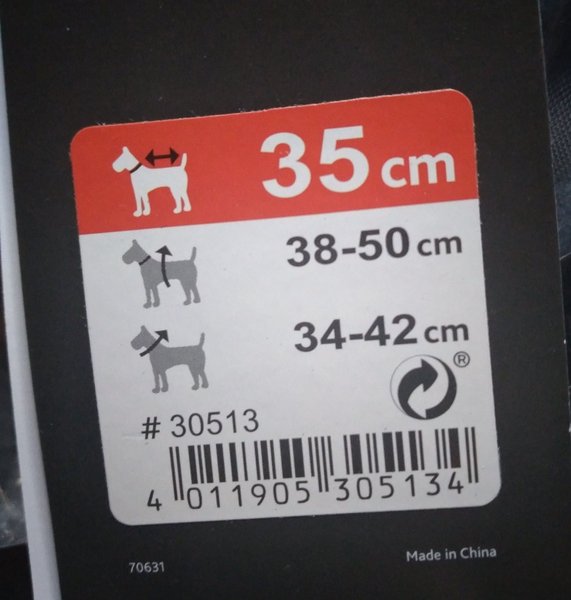 35 cm
38-50 cm
34-42 cm
®
# 30513
4 011905 305134
70631
Made in China